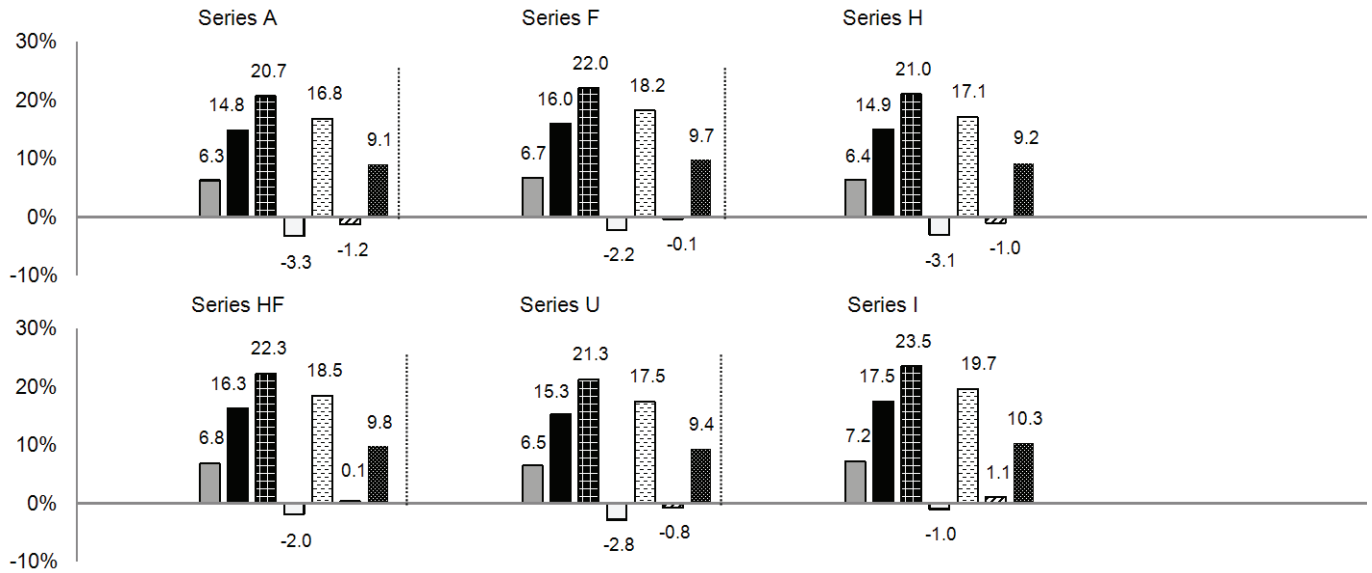 Series A Series F Series H
30%
20%
10%
0%
-10%
6.3 14.8 20.7 -3.3 16.8 -1.2 9.1
6.7 16.0 22.0 -2.2 18.2 -0.1 9.7
6.4 14.9 21.0 -3.1 17.1 -1.0 9.2
Series HF Series U Series I
30%
20%
10%
0%
-10%
6.8 16.3 22.3 -2.0 18.5 0.1 9.8
6.5 15.3 21.3 -2.8 17.5 -0.8 9.4
7.2 17.5 23.5 -1.0 19.7 1.1 10.3